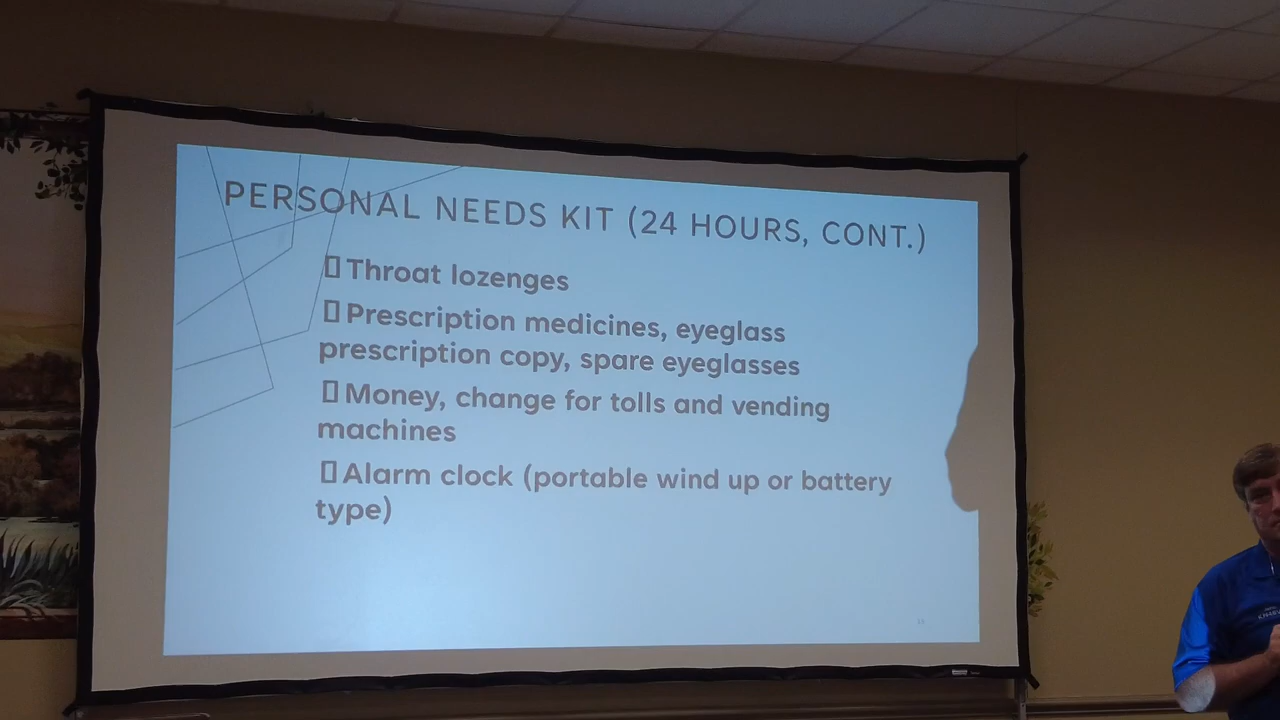 PERSONAL NEEDS KIT (24 HOURS, CONT.)
▯Throat lozenges
▯Prescription medicines, eyeglass
prescription copy, spare eyeglasses
▯Money, change for tolls and vending
machines
▯Alarm clock (portable wind up or battery
type)